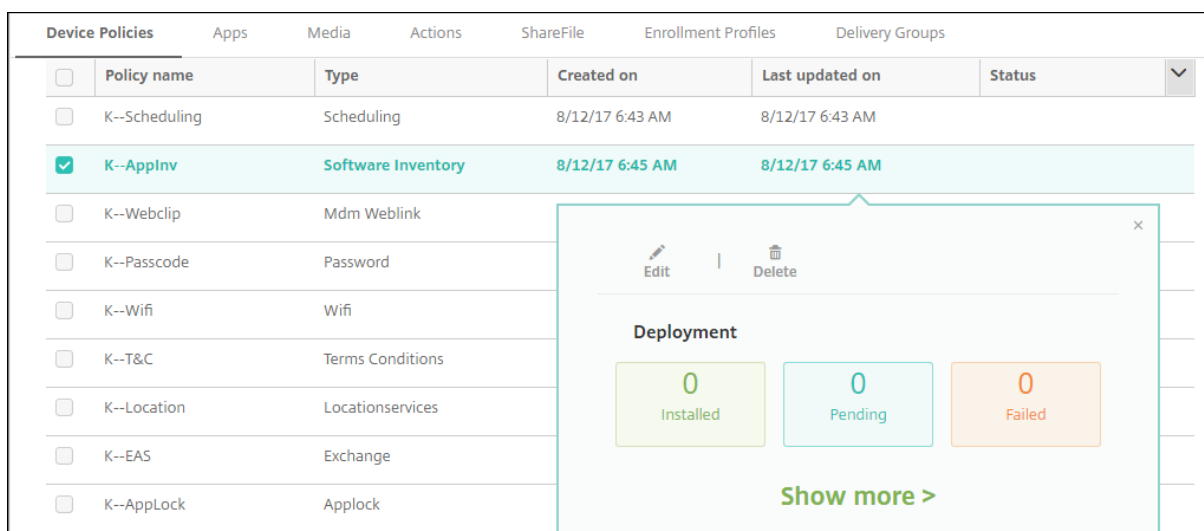 Device Policies Apps Media Actions ShareFile Enrollment Profiles Delivery Groups
Policy name Type Created on Last updated on Status
K--Scheduling Scheduling 8/12/17 6:43 AM 8/12/17 6:43 AM
K--AppInv Software Inventory 8/12/17 6:45 AM 8/12/17 6:45 AM
K--Webclip Mdm Weblink
K--Passcode Password
Edit | Delete
K--Wifi Wifi
Deployment
K--T&C Terms Conditions
0 0 0
Installed Pending Failed
K--Location Locationservices
K--EAS Exchange
Show more >
K--AppLock Applock